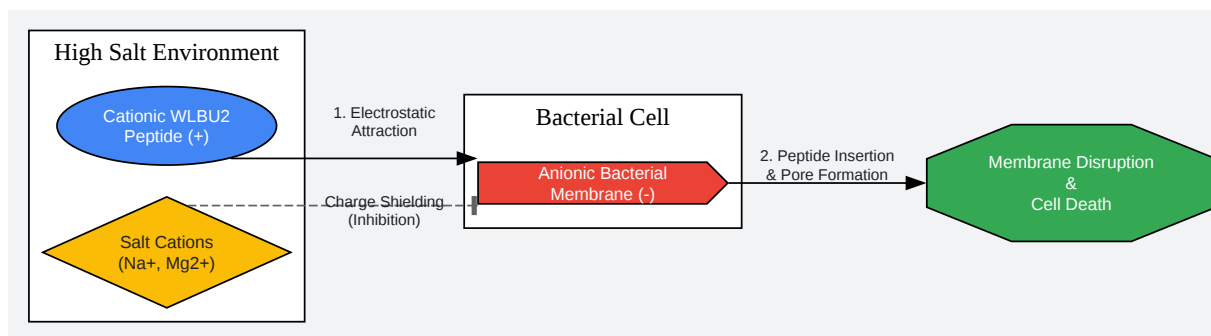 High Salt Environment
Cationic WLBU2
Peptide (+)
Salt Cations
(Na+, Mg2+)
1. Electrostatic
Attraction
Charge Shielding
(Inhibition)
Bacterial Cell
Anionic Bacterial
Membrane (-)
2. Peptide Insertion
& Pore Formation
Membrane Disruption
&
Cell Death